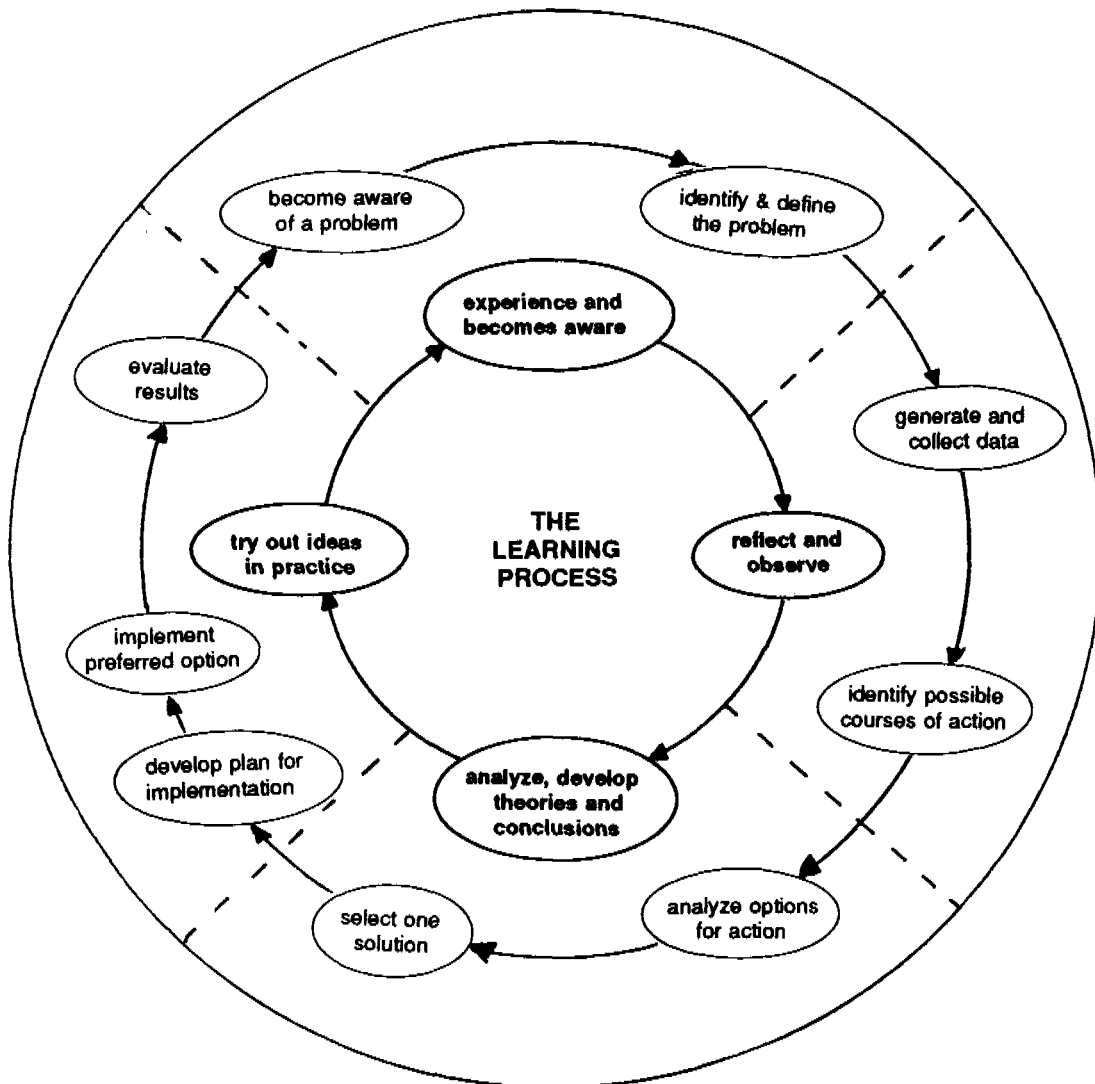 become aware
of a problem
identify & define
the problem
experience and
becomes aware
evaluate
results
generate and
collect data
THE
LEARNING
PROCESS
try out ideas
in practice
reflect and
observe
implement
preferred option
identify possible
courses of action
develop plan for
implementation
analyze, develop
theories and
conclusions
select one
solution
analyze options
for action